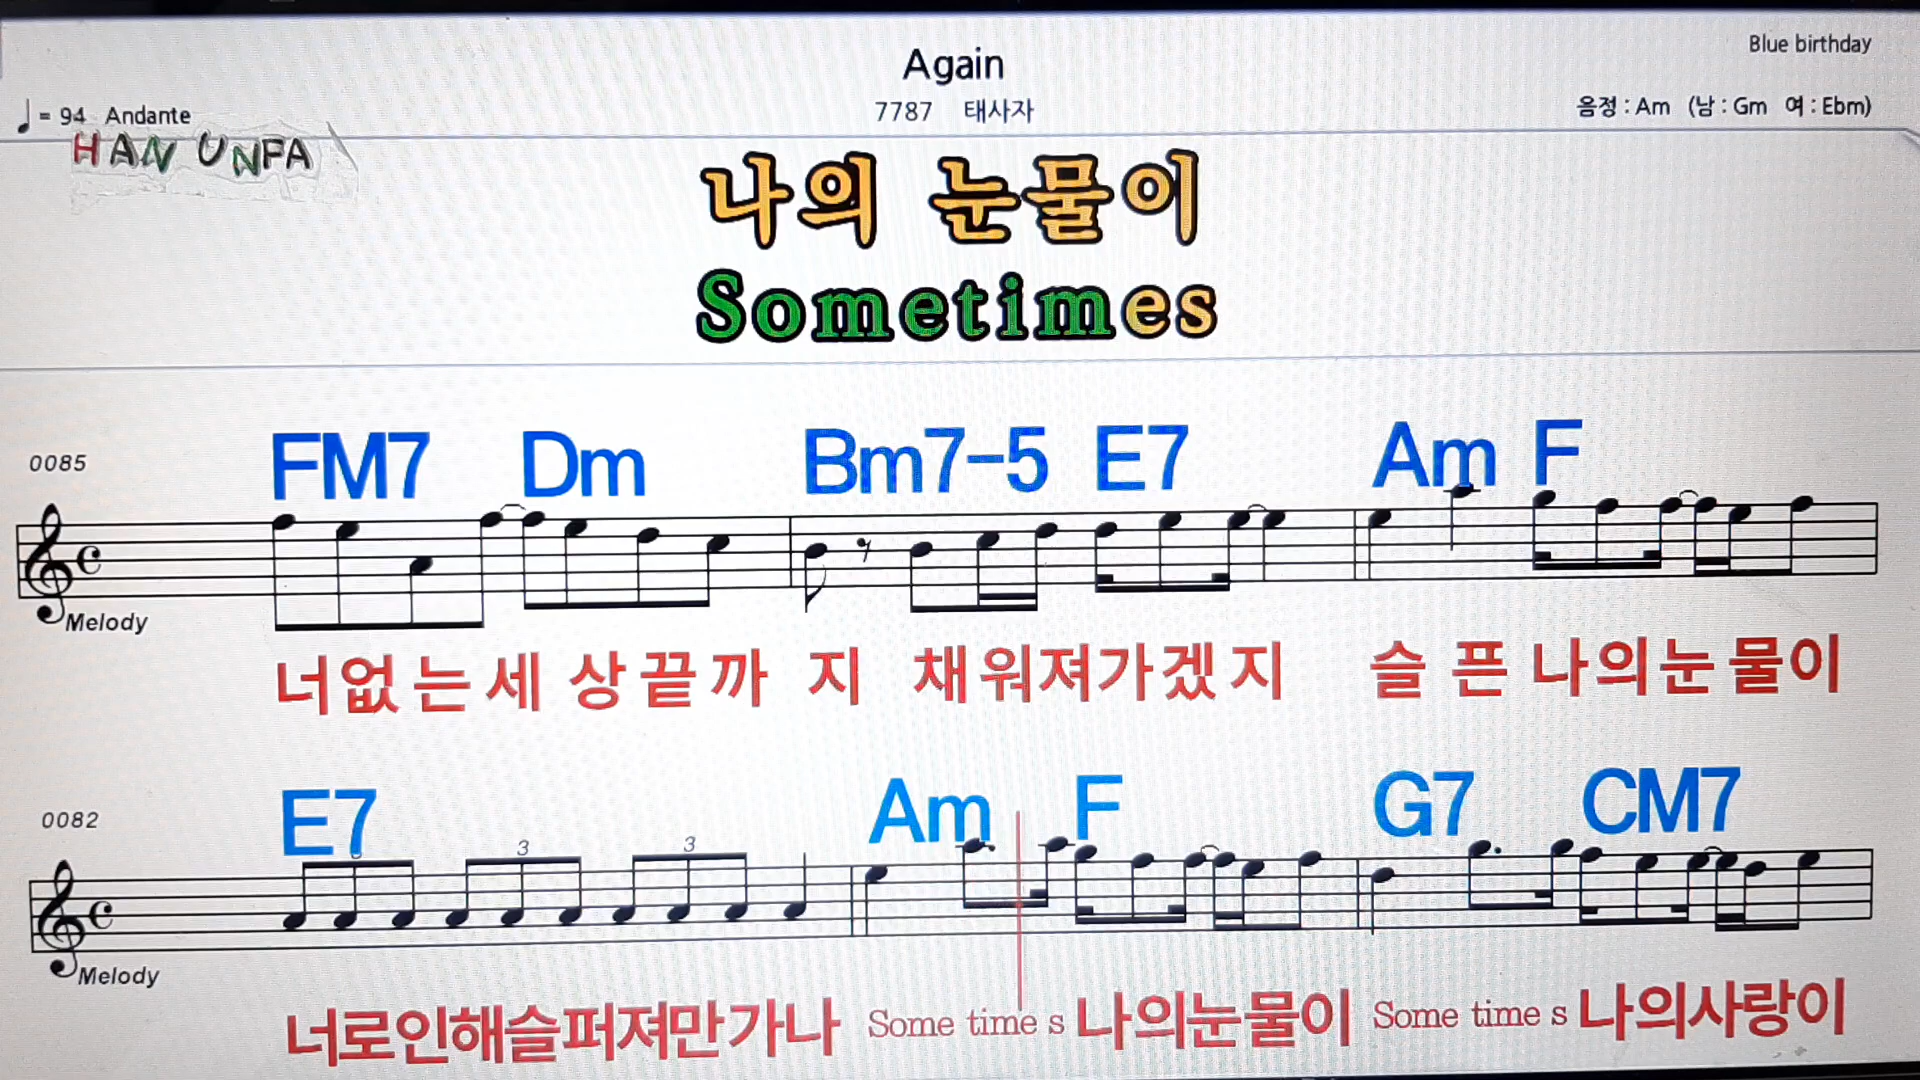 Again
Blue birthday
♩= 94 Andante
7787 태사자
음정 : Am (남 : Gm 여 : Ebm)
HAN UNFA
나의 눈물이
Sometimes
FM7 Dm Bm7-5 E7 Am F
0085
Melody
너없는세 상끝까 지 채워져가겠지 슬 픈 나의눈물이
E7 Am F G7 CM7
0082
3 3
Melody
너로인해슬퍼져만가나 Some time s 나의눈물이 Some time s 나의사랑이